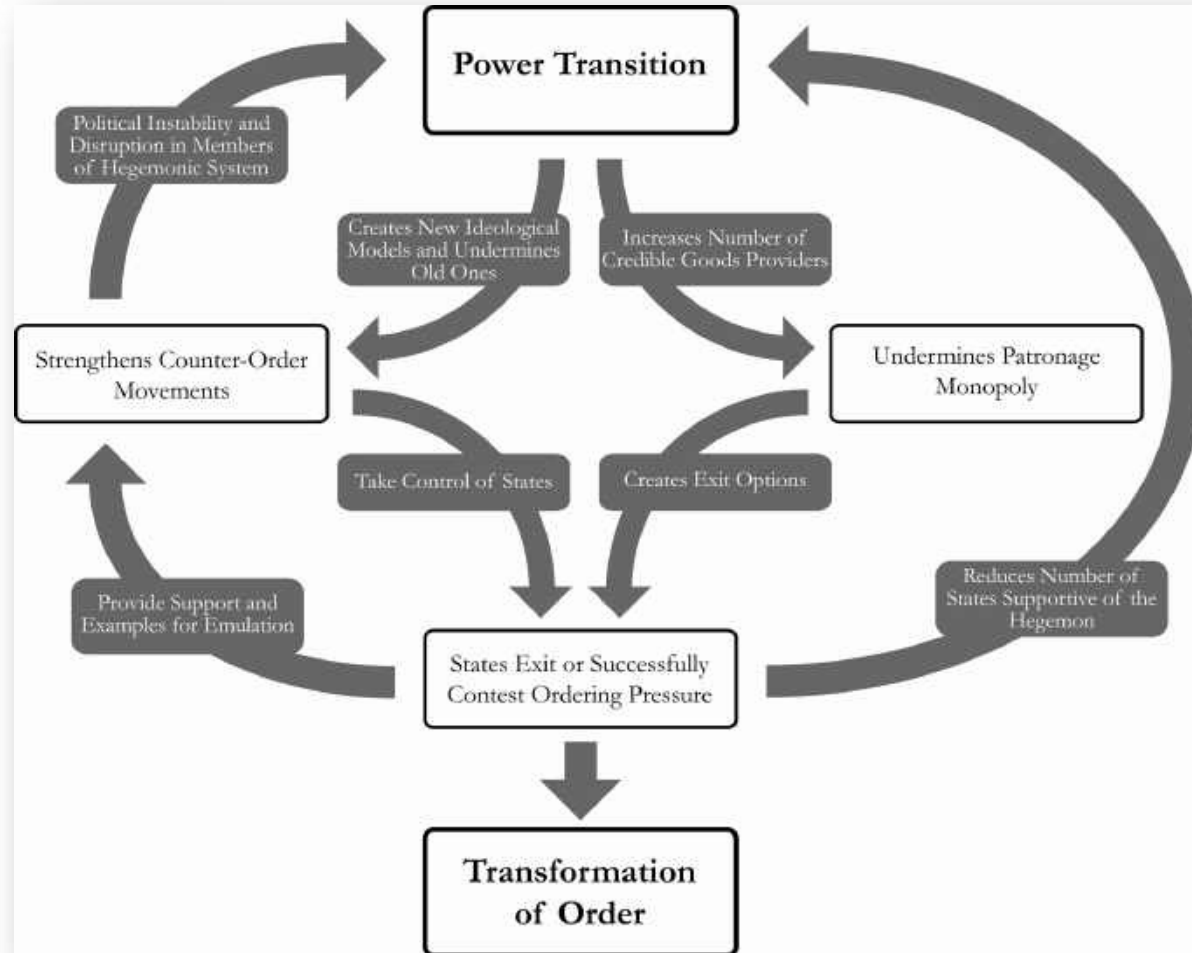 Power Transition
Political Instability and
Disruption in Members
of Hegemonic System
Creates New Ideological
Models and Undermines
Old Ones
Increases Number of
Credible Goods Providers
Strengthens Counter-Order
Movements
Undermines Patronage
Monopoly
Take Control of States
Creates Exit Options
Provide Support and
Examples for Emulation
Reduces Number of
States Supportive of the
Hegemon
States Exit or Successfully
Contest Ordering Pressure
Transformation
of Order